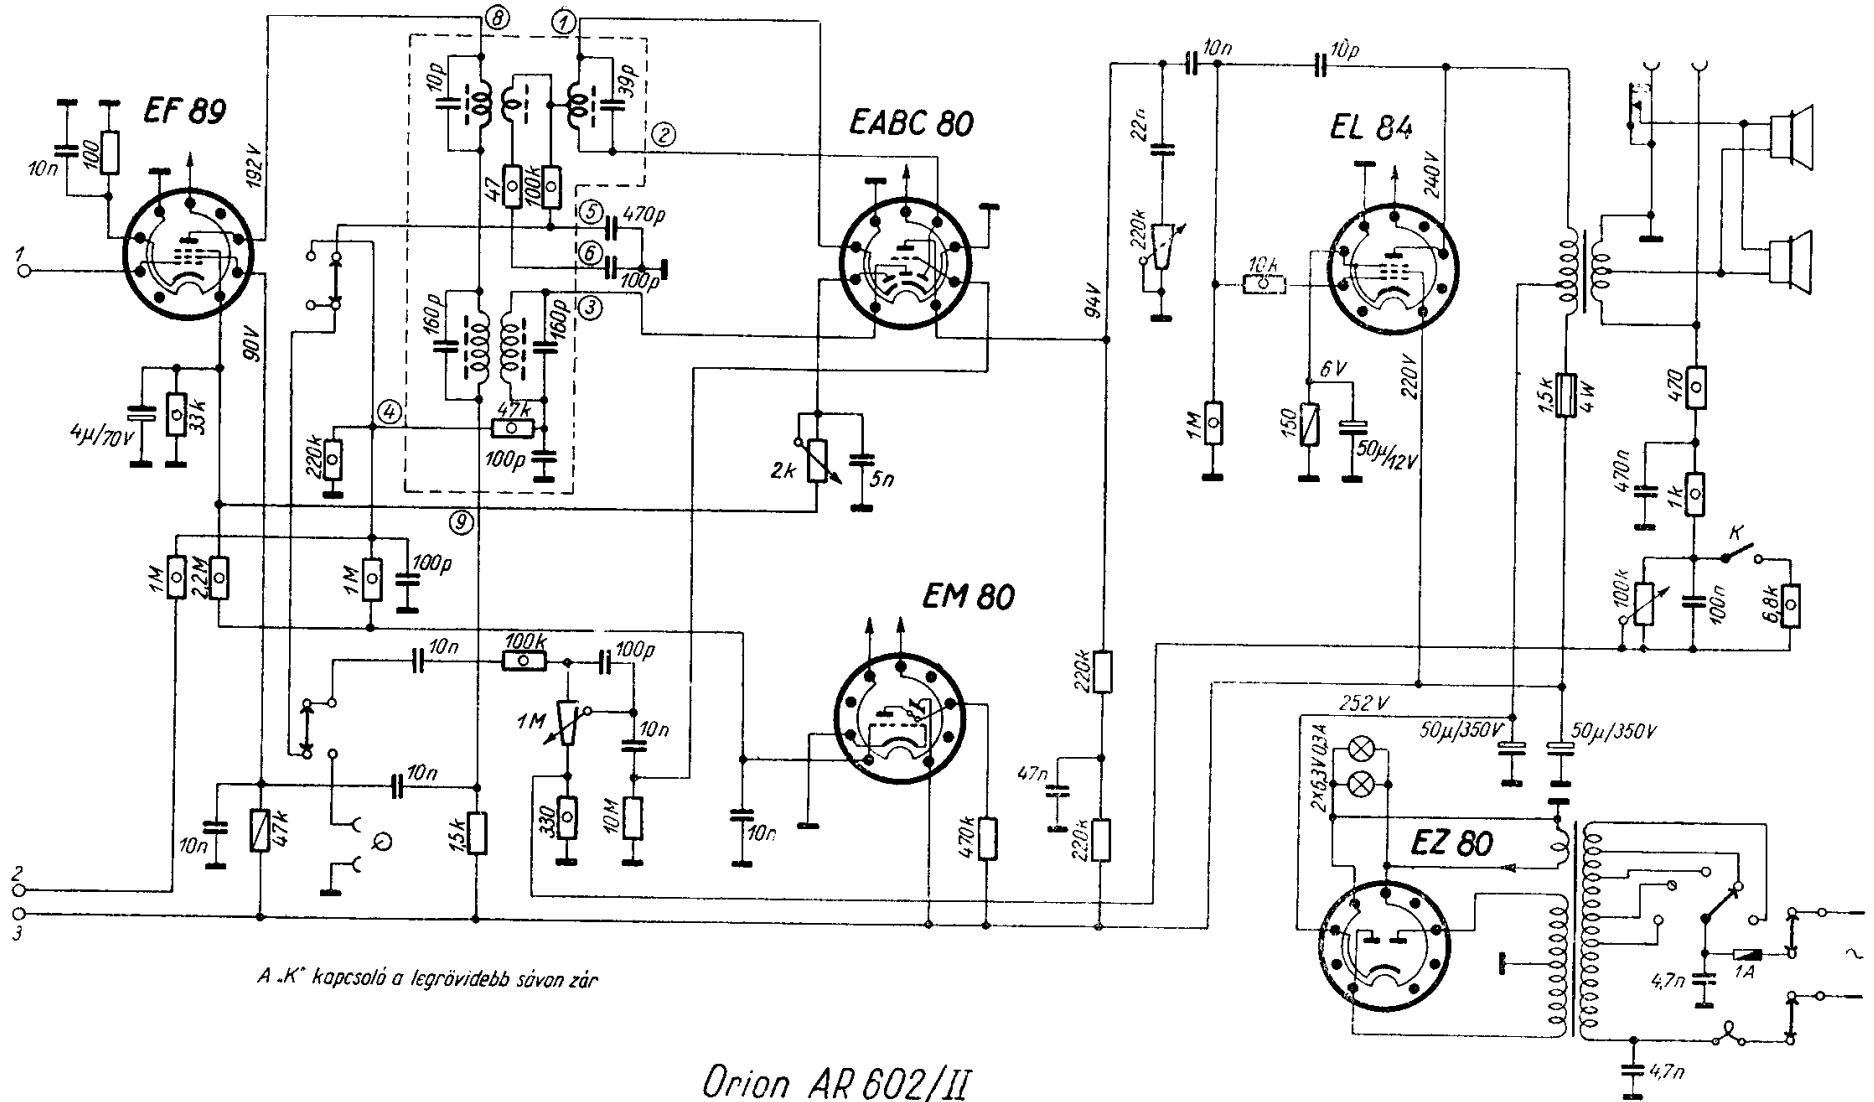 8
1
10n
10p
10p
39p
EF 89
EABC 80
EL 84
2
10n
100
192V
22n
240V
47
100k
5
470p
220k
1
6
100p
10k
3
160p
160p
94V
90V
6V
220V
1,5k
4W
470
4µ/70V
33k
4
47k
220k
100p
2k
5n
1M
150
50µ/12V
470n
1k
9
K
1M
2,2M
1M
100p
EM 80
100k
100n
6,8k
10n
100k
100p
220k
1M
10n
252V
50µ/350V
50µ/350V
2x6,3V 0,3A
10n
47n
10n
47k
1,5k
330
10M
10n
470k
220k
EZ 80
2
3
1A
~
4,7n
A „K” kapcsoló a legrövidebb sávon zár
4,7n
Orion AR 602/II